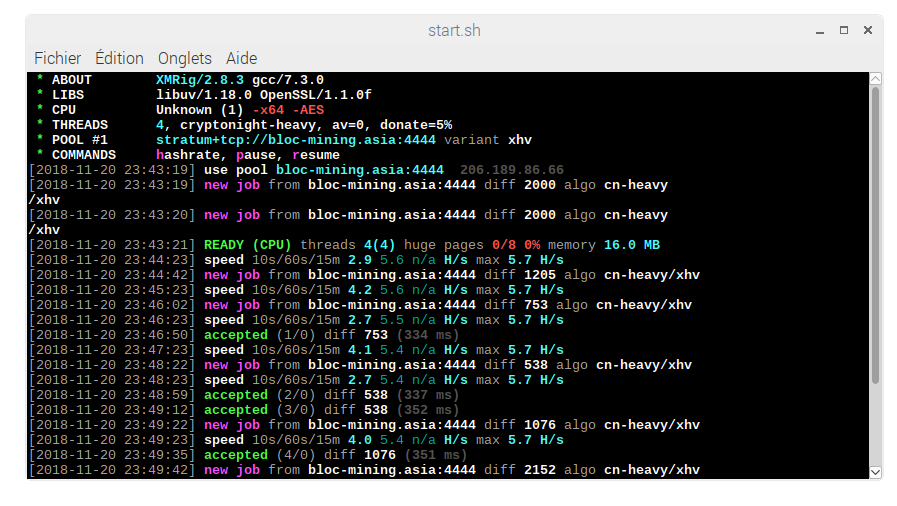 start.sh
Fichier Édition Onglets Aide
* ABOUT XMRig/2.8.3 gcc/7.3.0
* LIBS libuv/1.18.0 OpenSSL/1.1.0f
* CPU Unknown (1) -x64 -AES
* THREADS 4, cryptonight-heavy, av=0, donate=5%
* POOL #1 stratum+tcp://bloc-mining.asia:4444 variant xhv
* COMMANDS hashrate, pause, resume
[2018-11-20 23:43:19] use pool bloc-mining.asia:4444 206.189.86.66
[2018-11-20 23:43:19] new job from bloc-mining.asia:4444 diff 2000 algo cn-heavy
/xhv
[2018-11-20 23:43:20] new job from bloc-mining.asia:4444 diff 2000 algo cn-heavy
/xhv
[2018-11-20 23:43:21] READY (CPU) threads 4(4) huge pages 0/8 0% memory 16.0 MB
[2018-11-20 23:44:23] speed 10s/60s/15m 2.9 5.6 n/a H/s max 5.7 H/s
[2018-11-20 23:44:42] new job from bloc-mining.asia:4444 diff 1205 algo cn-heavy/xhv
[2018-11-20 23:45:23] speed 10s/60s/15m 4.2 5.6 n/a H/s max 5.7 H/s
[2018-11-20 23:46:02] new job from bloc-mining.asia:4444 diff 753 algo cn-heavy/xhv
[2018-11-20 23:46:23] speed 10s/60s/15m 2.7 5.5 n/a H/s max 5.7 H/s
[2018-11-20 23:46:50] accepted (1/0) diff 753 (334 ms)
[2018-11-20 23:47:23] speed 10s/60s/15m 4.1 5.4 n/a H/s max 5.7 H/s
[2018-11-20 23:48:22] new job from bloc-mining.asia:4444 diff 538 algo cn-heavy/xhv
[2018-11-20 23:48:23] speed 10s/60s/15m 2.7 5.4 n/a H/s max 5.7 H/s
[2018-11-20 23:48:59] accepted (2/0) diff 538 (337 ms)
[2018-11-20 23:49:12] accepted (3/0) diff 538 (352 ms)
[2018-11-20 23:49:22] new job from bloc-mining.asia:4444 diff 1076 algo cn-heavy/xhv
[2018-11-20 23:49:23] speed 10s/60s/15m 4.0 5.4 n/a H/s max 5.7 H/s
[2018-11-20 23:49:35] accepted (4/0) diff 1076 (351 ms)
[2018-11-20 23:49:42] new job from bloc-mining.asia:4444 diff 2152 algo cn-heavy/xhv